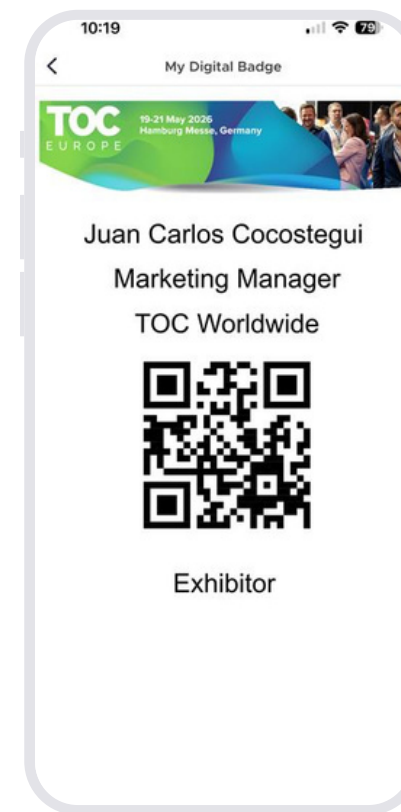 10:19
79
My Digital Badge
TOC
EUROPE
19-21 May 2026
Hamburg Messe, Germany
Juan Carlos Cocostegui
Marketing Manager
TOC Worldwide
Exhibitor